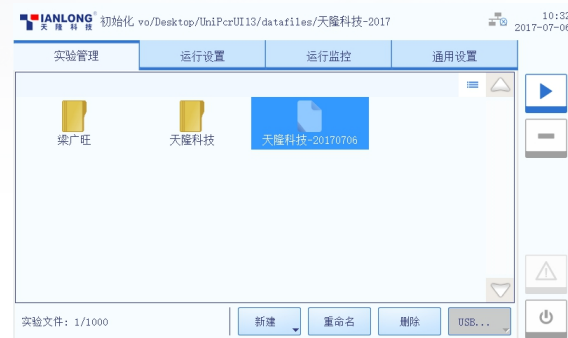 TIANLONG®
天隆科技
初始化 vo/Desktop/UniPcrUI13/datafiles/天隆科技-2017
10:32
2017-07-06
实验管理
运行设置
运行监控
通用设置
梁广旺
天隆科技
天隆科技-20170706
实验文件: 1/1000
新建
重命名
删除
USB...